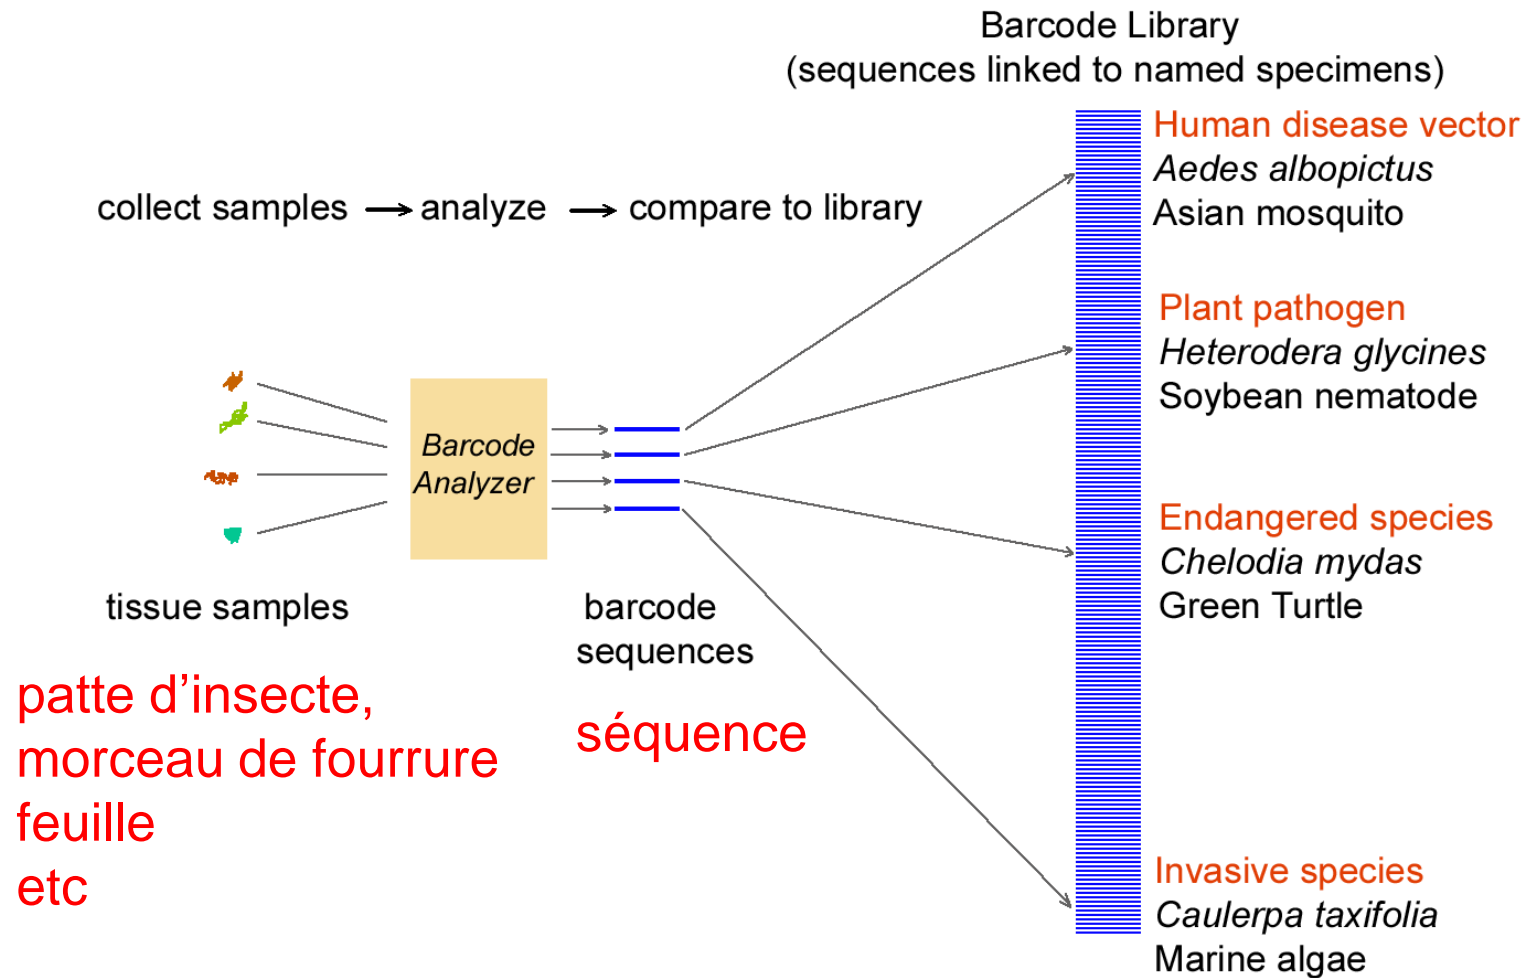 Barcode Library
(sequences linked to named specimens)
collect samples → analyze → compare to library
Human disease vector
Aedes albopictus
Asian mosquito
Plant pathogen
Heterodera glycines
Soybean nematode
Barcode
Analyzer
Endangered species
Chelodia mydas
Green Turtle
tissue samples
barcode
sequences
patte d’insecte,
morceau de fourrure
feuille
etc
séquence
Invasive species
Caulerpa taxifolia
Marine algae